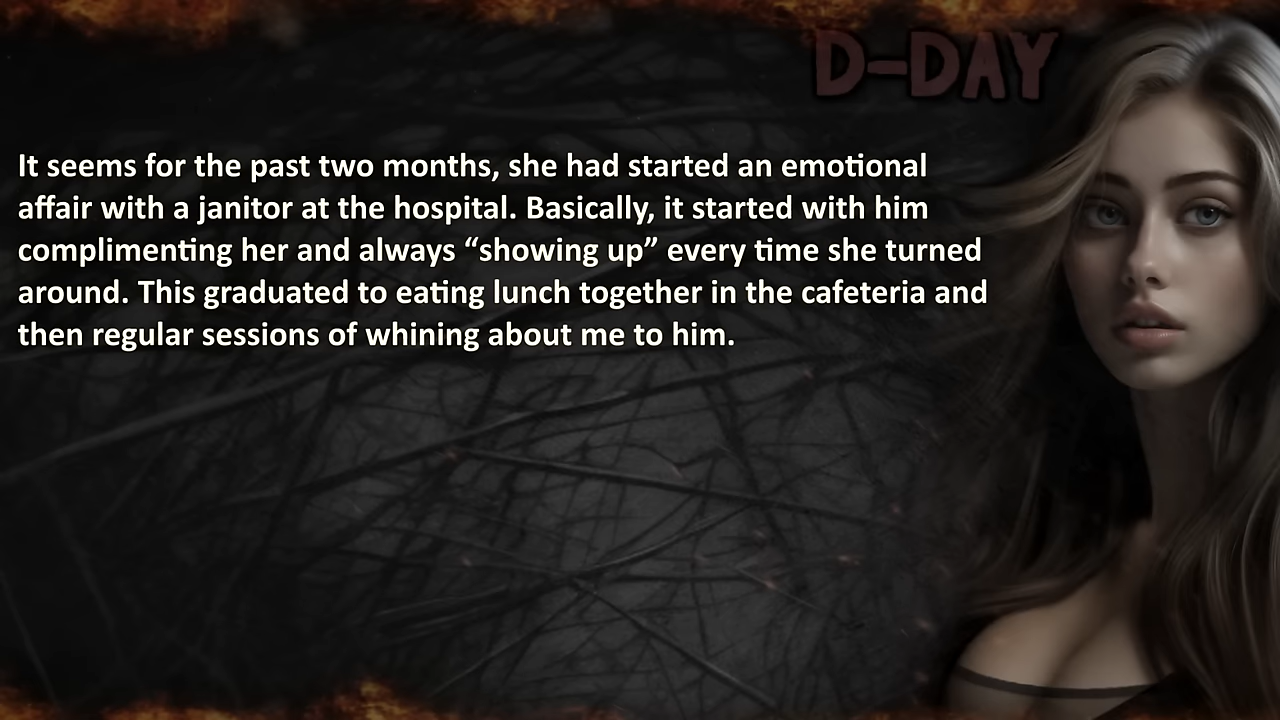 D-DAY
It seems for the past two months, she had started an emotional
affair with a janitor at the hospital. Basically, it started with him
complimenting her and always “showing up” every time she turned
around. This graduated to eating lunch together in the cafeteria and
then regular sessions of whining about me to him.